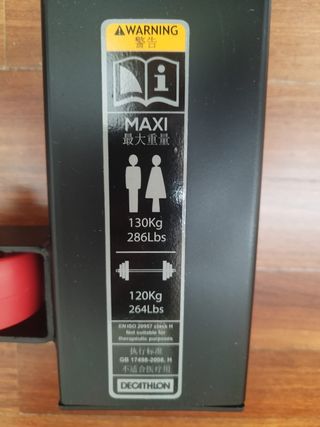 WARNING
警告
i
MAXI
最大重量
130Kg
286Lbs
120Kg
264Lbs
EN ISO 20957 class H
Not suitable for
therapeutic purposes
执行标准
GB 17498-2008, H
不适合医疗用
DECATHLON